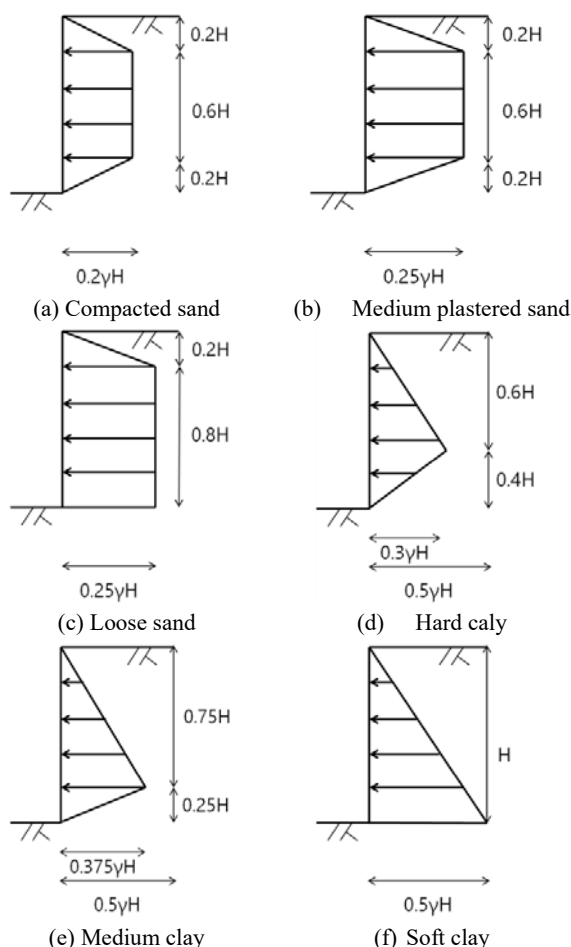 0.2H
0.6H
0.2H
0.2γH
(a) Compacted sand
0.2H
0.6H
0.2H
0.25γH
(b) Medium plastered sand
0.2H
0.8H
0.25γH
(c) Loose sand
0.6H
0.4H
0.3γH
0.5γH
(d) Hard caly
0.75H
0.25H
0.375γH
0.5γH
(e) Medium clay
H
0.5γH
(f) Soft clay